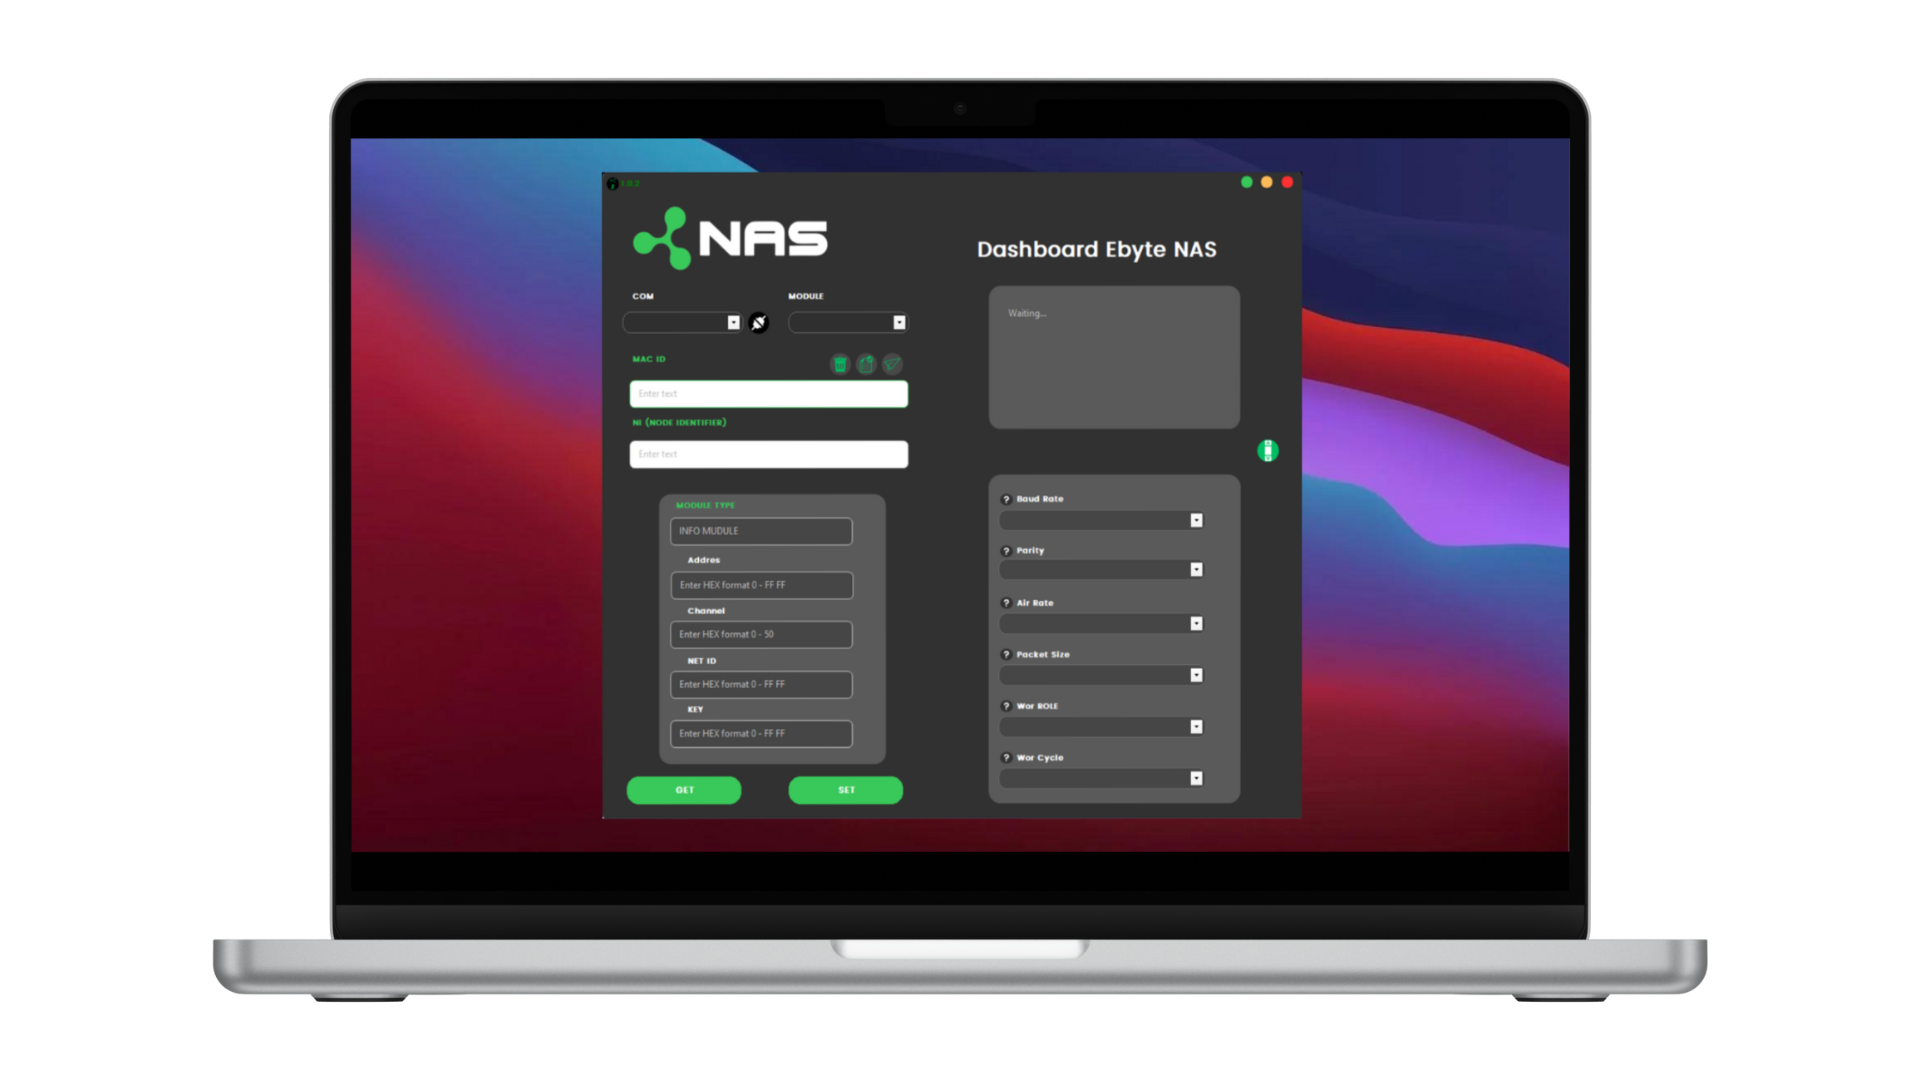 1.0.2
NAS
Dashboard Ebyte NAS
COM
MODULE
Waiting...
MAC ID
Enter text
NI (NODE IDENTIFIER)
Enter text
MODULE TYPE
INFO MUDULE
Addres
Enter HEX format 0 - FF FF
Channel
Enter HEX format 0 - 50
NET ID
Enter HEX format 0 - FF FF
KEY
Enter HEX format 0 - FF FF
GET
SET
? Baud Rate
? Parity
? Air Rate
? Packet Size
? Wor ROLE
? Wor Cycle